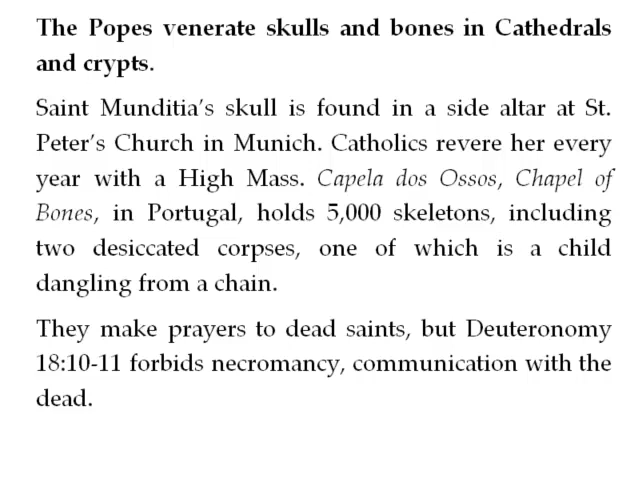 The Popes venerate skulls and bones in Cathedrals
and crypts.
Saint Munditia's skull is found in a side altar at St.
Peter's Church in Munich. Catholics revere her every
year with a High Mass. Capela dos Ossos, Chapel of
Bones, in Portugal, holds 5,000 skeletons, including
two desiccated corpses, one of which is a child
dangling from a chain.
They make prayers to dead saints, but Deuteronomy
18:10-11 forbids necromancy, communication with the
dead.